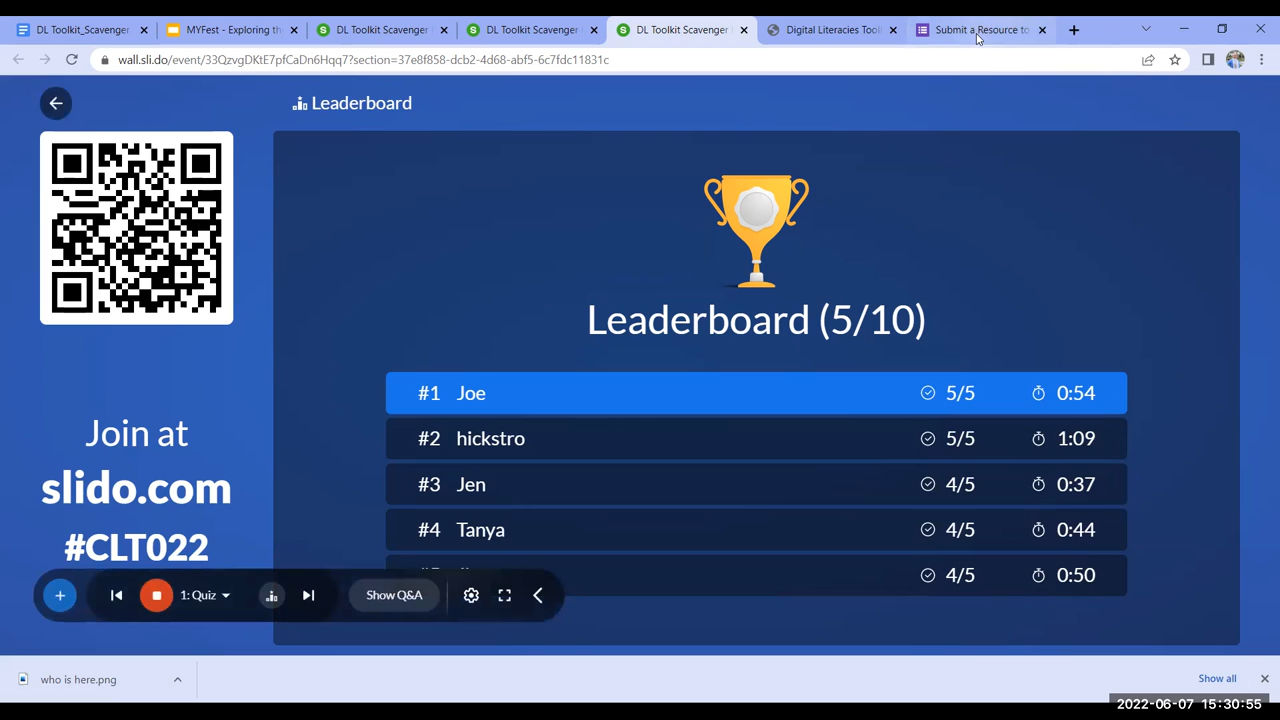 DL Toolkit_Scavenger
MYFest - Exploring th
DL Toolkit Scavenger
DL Toolkit Scavenger
DL Toolkit Scavenger
Digital Literacies Tool
Submit a Resource to
wall.sli.do/event/33QzvgDKtE7pfCaDn6Hqq7?section=37e8f858-dcb2-4d68-abf5-6c7fdc11831c
Leaderboard
Leaderboard (5/10)
#1 Joe 5/5 0:54
#2 hickstro 5/5 1:09
#3 Jen 4/5 0:37
#4 Tanya 4/5 0:44
4/5 0:50
Join at
slido.com
#CLT022
1: Quiz
Show Q&A
who is here.png
Show all
2022-06-07 15:30:55